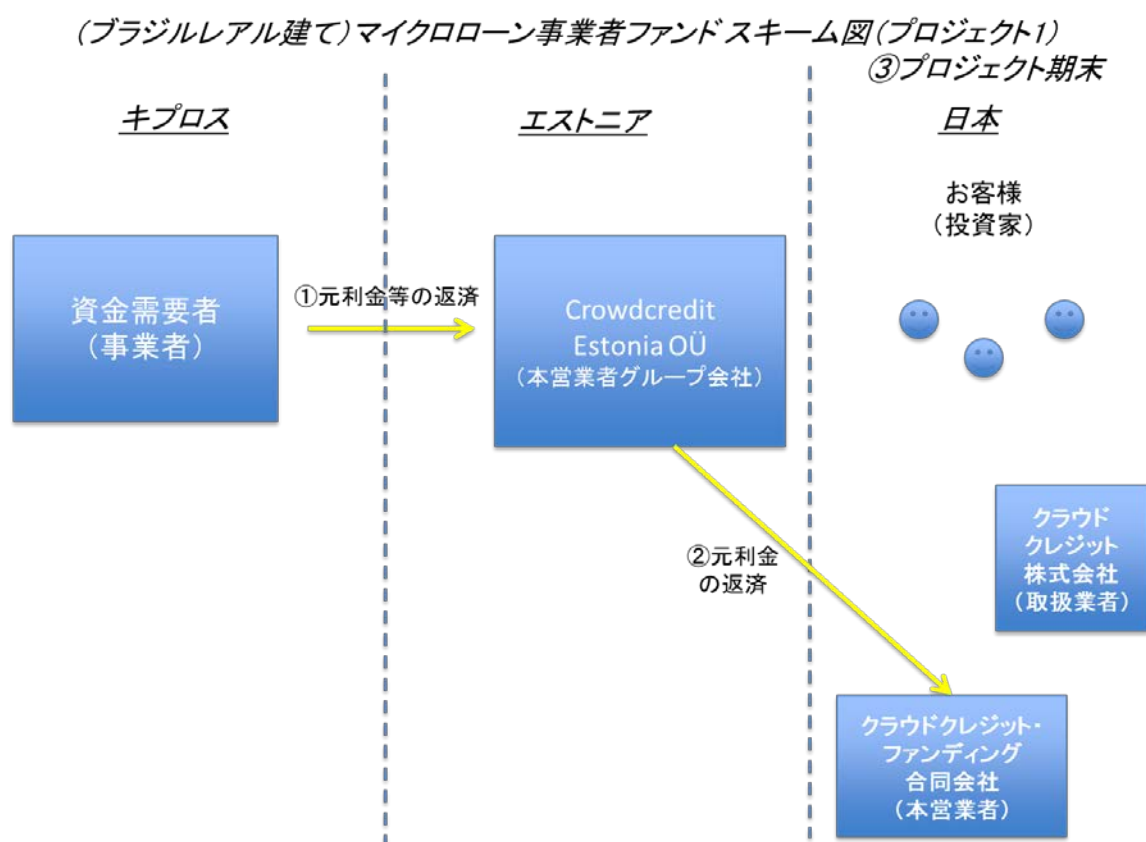 (ブラジルレアル建て)マイクロローン事業者ファンド スキーム図(プロジェクト1)
③プロジェクト期末
キプロス
エストニア
日本
お客様
(投資家)
資金需要者
(事業者)
①元利金等の返済
Crowdcredit
Estonia OÜ
(本営業者グループ会社)
②元利金
の返済
クラウド
クレジット
株式会社
(取扱業者)
クラウドクレジット・
ファンディング
合同会社
(本営業者)